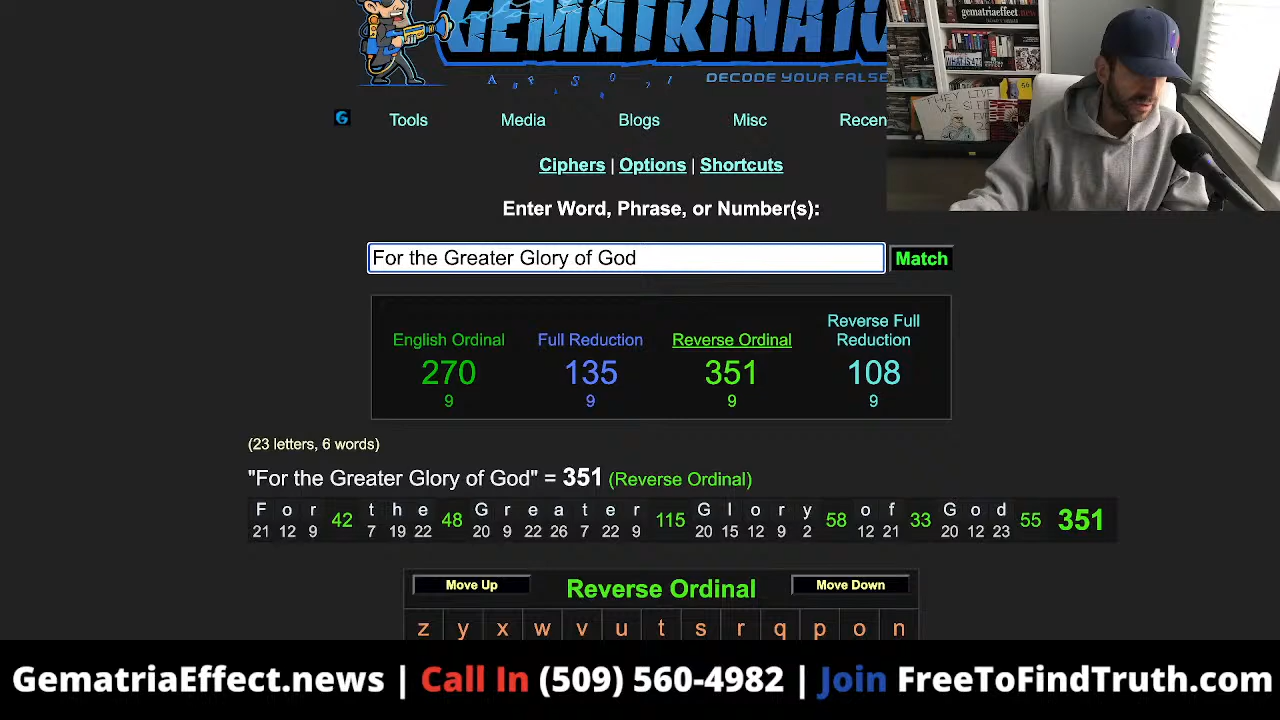 GEMATRINATO
DECODE YOUR FALSE
gematriaeffect.news
G
Tools Media Blogs Misc Recen
Ciphers | Options | Shortcuts
Enter Word, Phrase, or Number(s):
For the Greater Glory of God Match
English Ordinal Full Reduction Reverse Ordinal Reverse Full Reduction
270 135 351 108
9 9 9 9
(23 letters, 6 words)
"For the Greater Glory of God" = 351 (Reverse Ordinal)
F o r 42 t h e 48 G r e a t e r 115 G l o r y 58 o f 33 G o d 55 351
21 12 9 7 19 22 20 9 22 26 7 22 9 20 15 12 9 2 12 21 20 12 23
Move Up Reverse Ordinal Move Down
z y x w v u t s r q p o n
GematriaEffect.news | Call In (509) 560-4982 | Join FreeToFindTruth.com